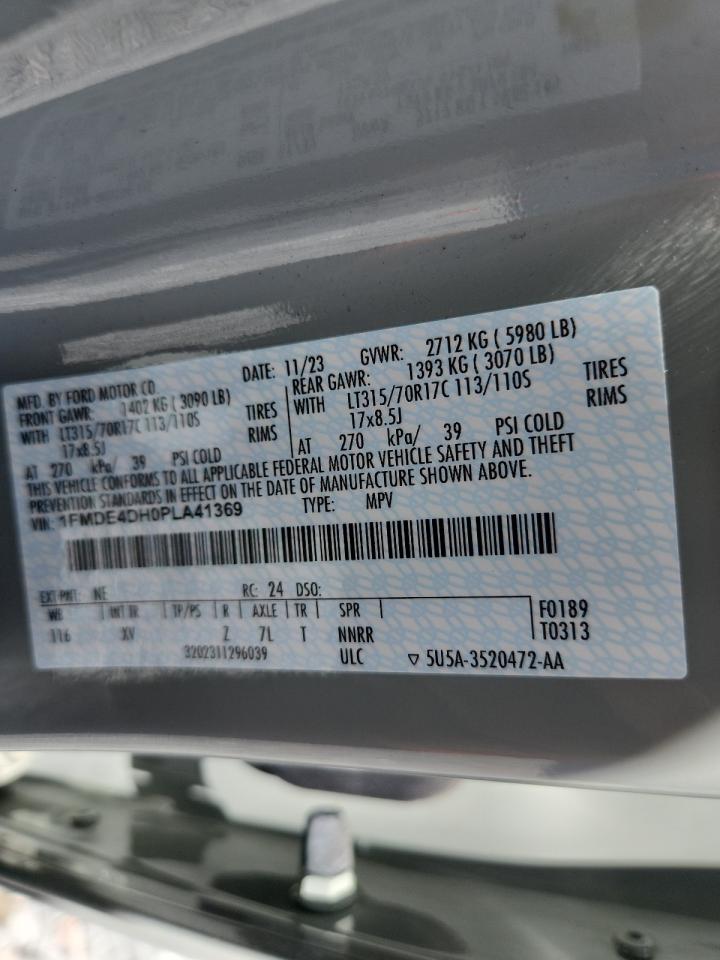 MFD. BY FORD MOTOR CO. DATE: 11/23 GVWR: 2712 KG ( 5980 LB)
FRONT GAWR: 1402 KG ( 3090 LB) REAR GAWR: 1393 KG ( 3070 LB)
WITH LT315/70R17C 113/110S TIRES WITH LT315/70R17C 113/110S TIRES
17x8.5J RIMS 17x8.5J RIMS
AT 270 kPa/ 39 PSI COLD AT 270 kPa/ 39 PSI COLD
THIS VEHICLE CONFORMS TO ALL APPLICABLE FEDERAL MOTOR VEHICLE SAFETY AND THEFT
PREVENTION STANDARDS IN EFFECT ON THE DATE OF MANUFACTURE SHOWN ABOVE.
VIN: 1FMDE4DH0PLA41369 TYPE: MPV
EXT PNT: NE RC: 24 DSO:
WB INT TR TP/PS R AXLE TR SPR F0189
116 XV Z 7L T NNRR T0313
3202311296039 ULC ▽ 5U5A-3520472-AA